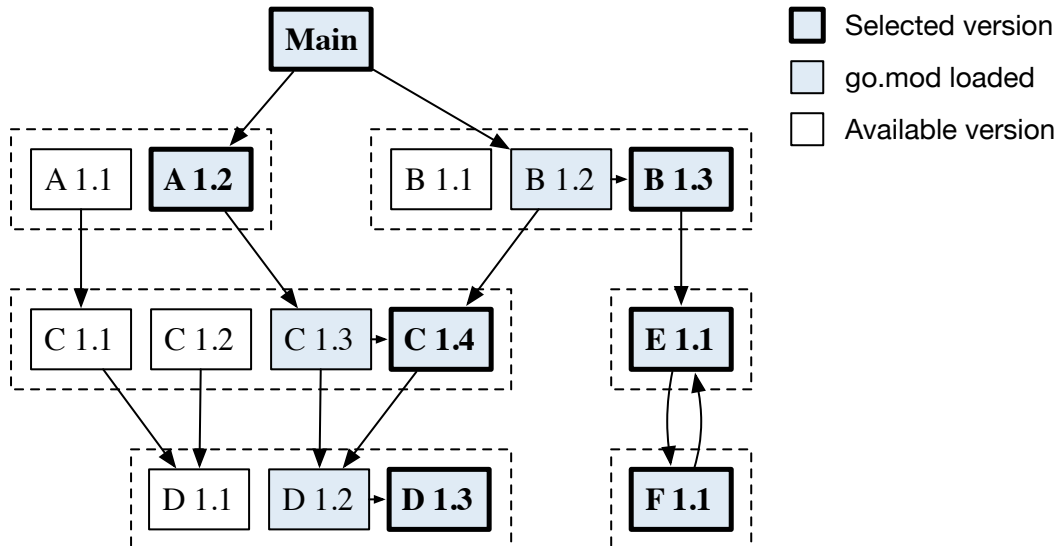 Main
Selected version
go.mod loaded
Available version
A 1.1
A 1.2
B 1.1
B 1.2
B 1.3
C 1.1
C 1.2
C 1.3
C 1.4
E 1.1
D 1.1
D 1.2
D 1.3
F 1.1